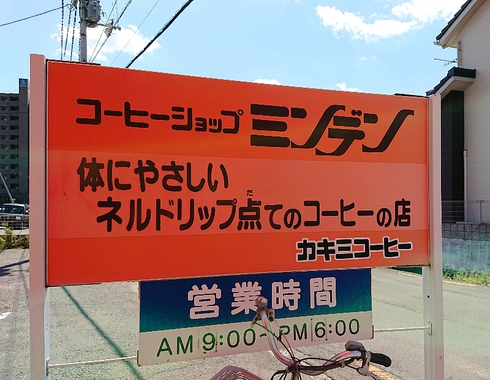 コーヒーショップ ミンデン
体にやさしい
ネルドリップ点てのコーヒーの店
カキミコーヒー
営業時間
AM 9:00~PM 6:00